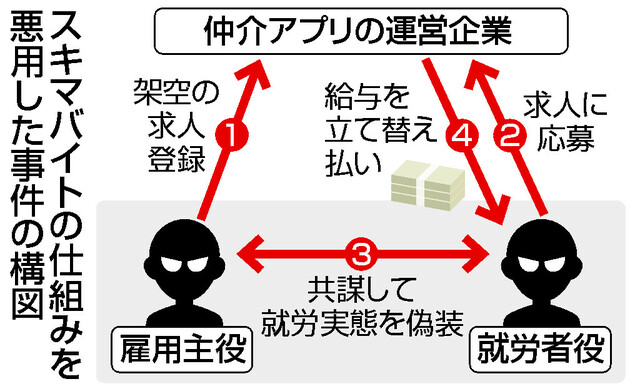 スキマバイトの仕組みを
悪用した事件の構図
仲介アプリの運営企業
架空の
求人
登録
1
給与を
立て替え
払い
4
2
求人に
応募
3
共謀して
就労実態を偽装
雇用主役
就労者役